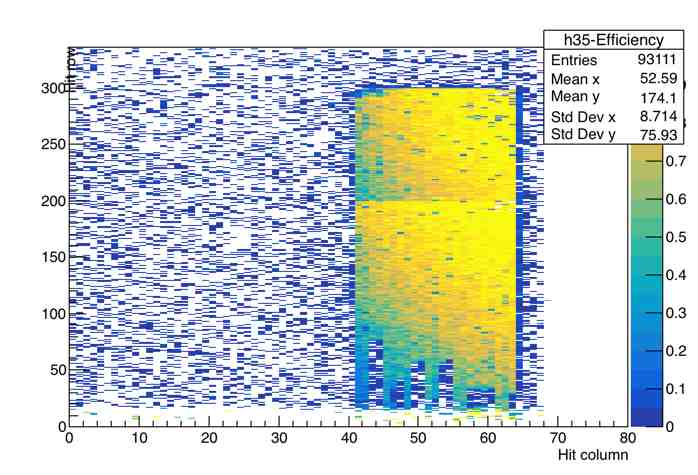 h35-Efficiency
Entries 93111
Mean x 52.59
Mean y 174.1
Std Dev x 8.714
Std Dev y 75.93
row
300
250
200
150
100
50
0
0 10 20 30 40 50 60 70 80
Hit column
0.7
0.6
0.5
0.4
0.3
0.2
0.1
0